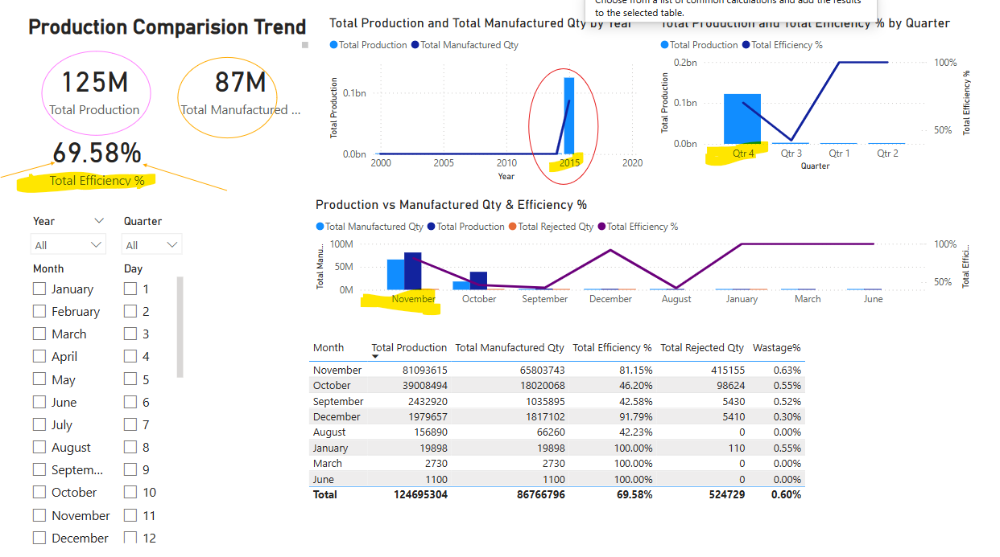 Choose from a list of common calculations and add the results
to the selected table.
Production Comparision Trend
125M
Total Production
87M
Total Manufactured ...
69.58%
Total Efficiency %
Year
All
Quarter
All
Month
January
February
March
April
May
June
July
August
Septem...
October
November
December
Day
1
2
3
4
5
6
7
8
9
10
11
12
Total Production and Total Manufactured Qty by Year
Total Production Total Manufactured Qty
Total Production
0.1bn
0.0bn
2000 2005 2010 2015 2020
Year
Total Production and Total Efficiency % by Quarter
Total Production Total Efficiency %
Total Production
0.2bn
0.1bn
0.0bn
100%
50%
Total Efficiency %
Qtr 4 Qtr 3 Qtr 1 Qtr 2
Quarter
Production vs Manufactured Qty & Efficiency %
Total Manufactured Qty Total Production Total Rejected Qty Total Efficiency %
Total Manu...
100M
50M
0M
100%
50%
Total Effici...
November October September December August January March June
Month Total Production Total Manufactured Qty Total Efficiency % Total Rejected Qty Wastage%
November 81093615 65803743 81.15% 415155 0.63%
October 39008494 18020068 46.20% 98624 0.55%
September 2432920 1035895 42.58% 5430 0.52%
December 1979657 1817102 91.79% 5410 0.30%
August 156890 66260 42.23% 0 0.00%
January 19898 19898 100.00% 110 0.55%
March 2730 2730 100.00% 0 0.00%
June 1100 1100 100.00% 0 0.00%
Total 124695304 86766796 69.58% 524729 0.60%